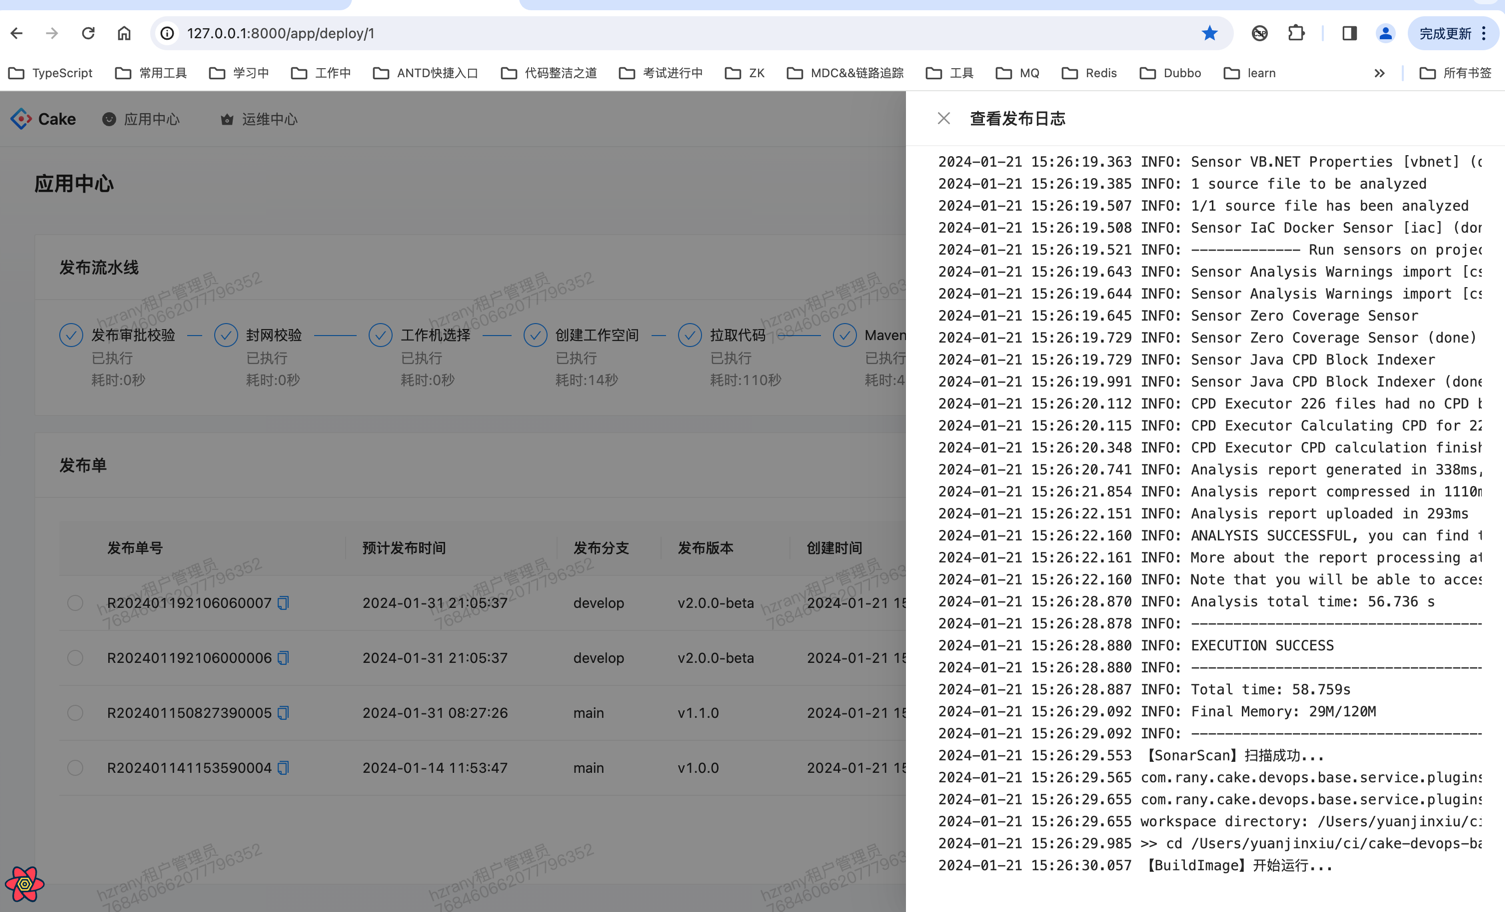 127.0.0.1:8000/app/deploy/1
完成更新
TypeScript 常用工具 学习中 工作中 ANTD快捷入口 代码整洁之道 考试进行中 ZK MDC&&链路追踪 工具 MQ Redis Dubbo learn » 所有书签
Cake 应用中心 运维中心
应用中心
发布流水线
发布审批校验 封网校验 工作机选择 创建工作空间 拉取代码 Maven
已执行 已执行 已执行 已执行 已执行 已执行
耗时:0秒 耗时:0秒 耗时:0秒 耗时:14秒 耗时:110秒 耗时:4
发布单
发布单号 预计发布时间 发布分支 发布版本 创建时间
R202401192106060007 2024-01-31 21:05:37 develop v2.0.0-beta 2024-01-21 15
R202401192106000006 2024-01-31 21:05:37 develop v2.0.0-beta 2024-01-21 15
R202401150827390005 2024-01-31 08:27:26 main v1.1.0 2024-01-21 15
R202401141153590004 2024-01-14 11:53:47 main v1.0.0 2024-01-21 15
hzrany租户管理员
768460662077796352
查看发布日志
2024-01-21 15:26:19.363 INFO: Sensor VB.NET Properties [vbnet] (d
2024-01-21 15:26:19.385 INFO: 1 source file to be analyzed
2024-01-21 15:26:19.507 INFO: 1/1 source file has been analyzed
2024-01-21 15:26:19.508 INFO: Sensor IaC Docker Sensor [iac] (don
2024-01-21 15:26:19.521 INFO: ------------- Run sensors on projec
2024-01-21 15:26:19.643 INFO: Sensor Analysis Warnings import [cs
2024-01-21 15:26:19.644 INFO: Sensor Analysis Warnings import [cs
2024-01-21 15:26:19.645 INFO: Sensor Zero Coverage Sensor
2024-01-21 15:26:19.729 INFO: Sensor Zero Coverage Sensor (done)
2024-01-21 15:26:19.729 INFO: Sensor Java CPD Block Indexer
2024-01-21 15:26:19.991 INFO: Sensor Java CPD Block Indexer (done
2024-01-21 15:26:20.112 INFO: CPD Executor 226 files had no CPD b
2024-01-21 15:26:20.115 INFO: CPD Executor Calculating CPD for 22
2024-01-21 15:26:20.348 INFO: CPD Executor CPD calculation finish
2024-01-21 15:26:20.741 INFO: Analysis report generated in 338ms,
2024-01-21 15:26:21.854 INFO: Analysis report compressed in 1110m
2024-01-21 15:26:22.151 INFO: Analysis report uploaded in 293ms
2024-01-21 15:26:22.160 INFO: ANALYSIS SUCCESSFUL, you can find t
2024-01-21 15:26:22.161 INFO: More about the report processing at
2024-01-21 15:26:22.160 INFO: Note that you will be able to acces
2024-01-21 15:26:28.870 INFO: Analysis total time: 56.736 s
2024-01-21 15:26:28.878 INFO: -----------------------------------
2024-01-21 15:26:28.880 INFO: EXECUTION SUCCESS
2024-01-21 15:26:28.880 INFO: -----------------------------------
2024-01-21 15:26:28.887 INFO: Total time: 58.759s
2024-01-21 15:26:29.092 INFO: Final Memory: 29M/120M
2024-01-21 15:26:29.092 INFO: -----------------------------------
2024-01-21 15:26:29.553 【SonarScan】扫描成功...
2024-01-21 15:26:29.565 com.rany.cake.devops.base.service.plugins
2024-01-21 15:26:29.655 com.rany.cake.devops.base.service.plugins
2024-01-21 15:26:29.655 workspace directory: /Users/yuanjinxiu/ci
2024-01-21 15:26:29.985 >> cd /Users/yuanjinxiu/ci/cake-devops-ba
2024-01-21 15:26:30.057 【BuildImage】开始运行...